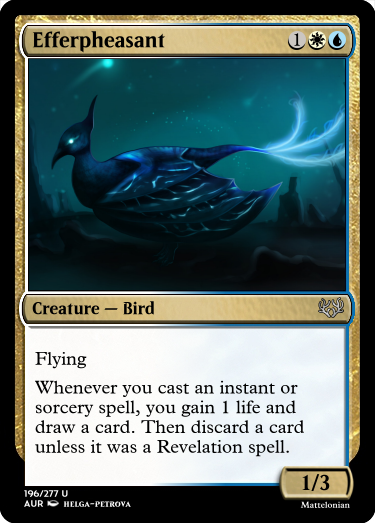 Efferpheasant 1
Creature — Bird
Flying
Whenever you cast an instant or
sorcery spell, you gain 1 life and
draw a card. Then discard a card
unless it was a Revelation spell.
1/3
196/277 U
AUR HELGA-PETROVA
Mattelonian